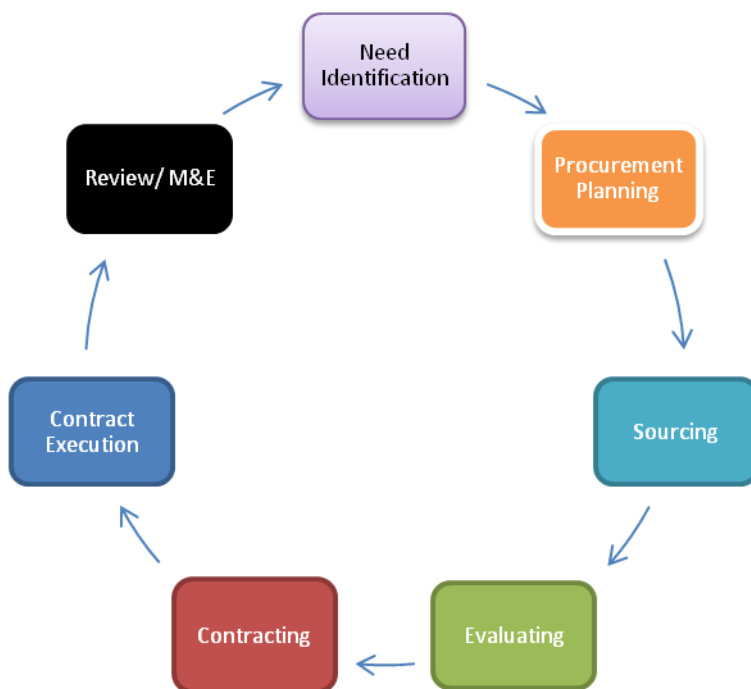 Need
Identification
Procurement
Planning
Sourcing
Evaluating
Contracting
Contract
Execution
Review/ M&E